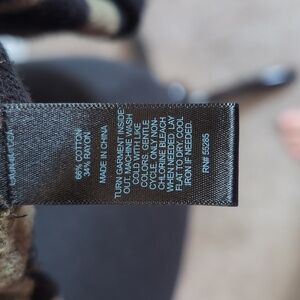 66% COTTON
34% RAYON
MADE IN CHINA
TURN GARMENT INSIDE
OUT. MACHINE WASH
COLD WITH LIKE
COLORS. GENTLE
CYCLE. ONLY NON-
CHLORINE BLEACH
WHEN NEEDED. LAY
FLAT TO DRY. COOL
IRON IF NEEDED.
RN# 55285